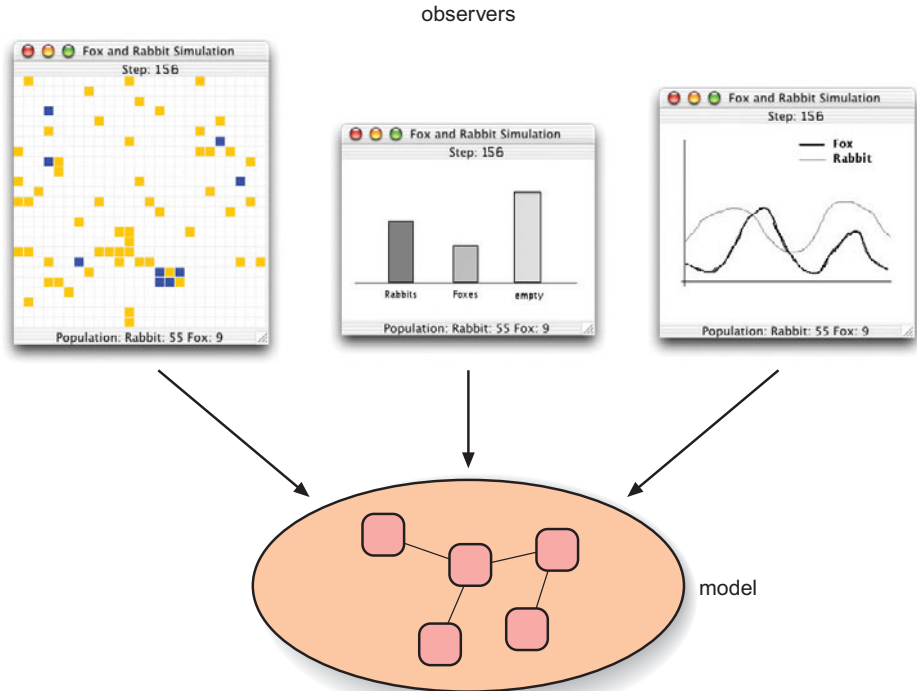 observers
Fox and Rabbit Simulation
Step: 156
Population: Rabbit: 55 Fox: 9
Fox and Rabbit Simulation
Step: 156
Rabbits Foxes empty
Population: Rabbit: 55 Fox: 9
Fox and Rabbit Simulation
Step: 156
Fox
Rabbit
Population: Rabbit: 55 Fox: 9
model